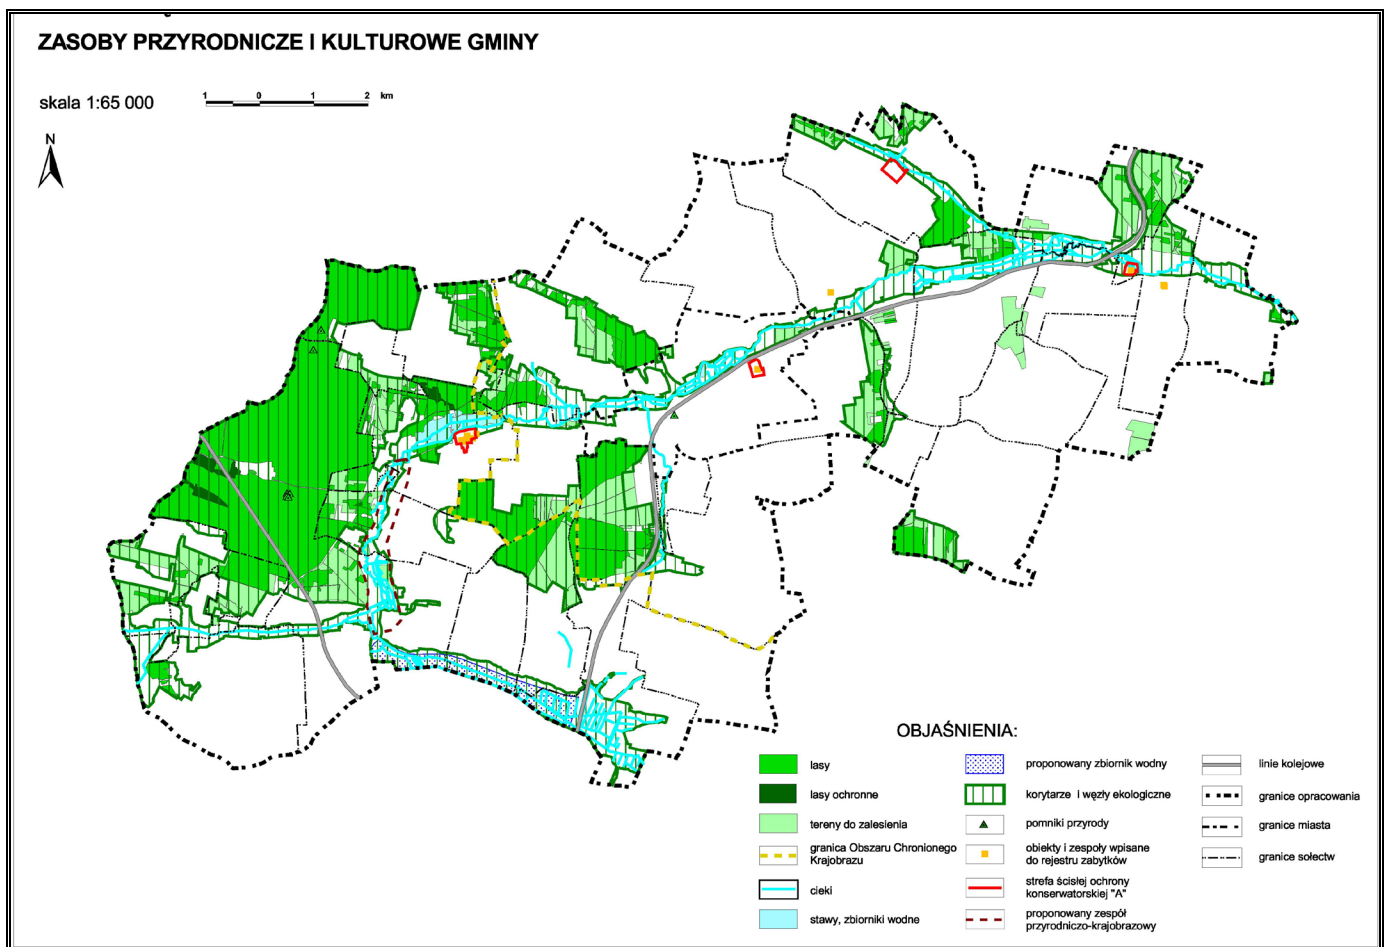 ZASOBY PRZYRODNICZE I KULTUROWE GMINY
skala 1:65 000
1 0 1 2 km
N
OBJAŚNIENIA:
lasy
lasy ochronne
tereny do zalesienia
granica Obszaru Chronionego
Krajobrazu
cieki
stawy, zbiorniki wodne
proponowany zbiornik wodny
korytarze i węzły ekologiczne
pomniki przyrody
obiekty i zespoły wpisane
do rejestru zabytków
strefa ścisłej ochrony
konserwatorskiej "A"
proponowany zespół
przyrodniczo-krajobrazowy
linie kolejowe
granice opracowania
granice miasta
granice sołectw